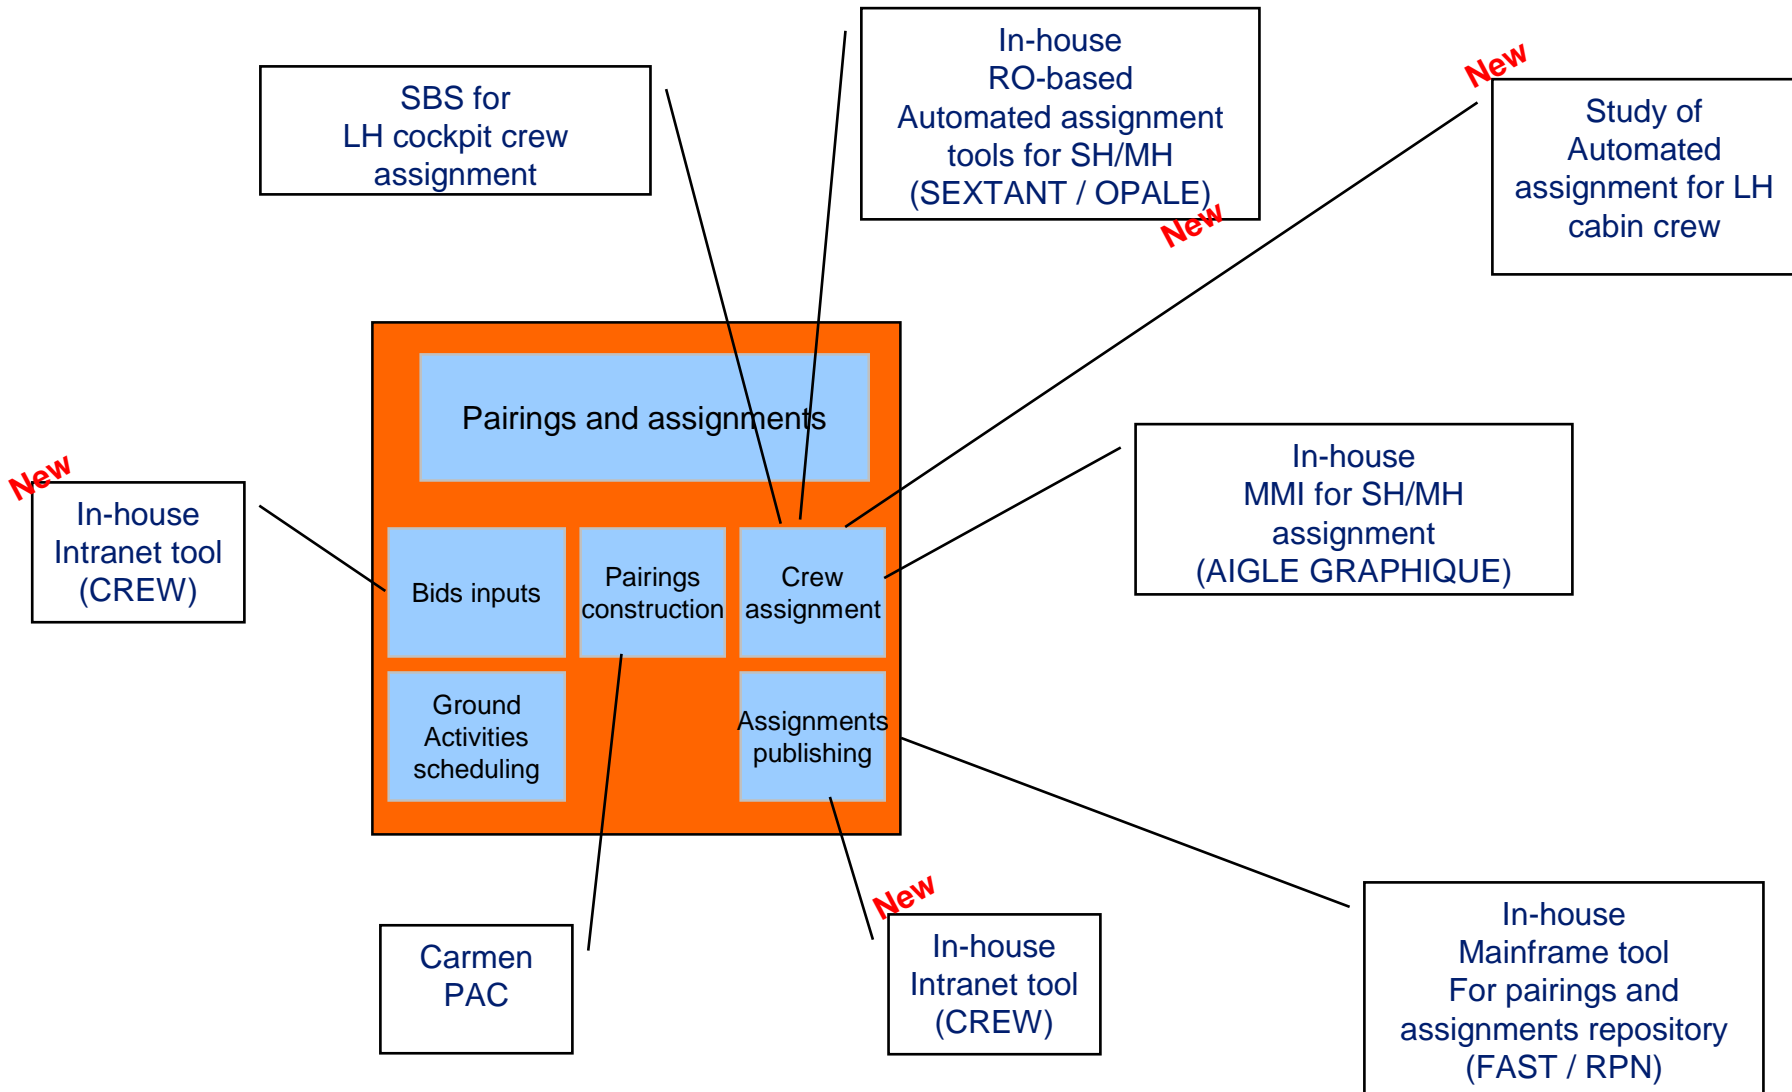 In-house
RO-based
Automated assignment
tools for SH/MH
(SEXTANT / OPALE)
New
SBS for
LH cockpit crew
assignment
New
Study of
Automated
assignment for LH
cabin crew
Pairings and assignments
In-house
MMI for SH/MH
assignment
(AIGLE GRAPHIQUE)
New
In-house
Intranet tool
(CREW)
Bids inputs
Pairings
construction
Crew
assignment
Ground
Activities
scheduling
Assignments
publishing
Carmen
PAC
New
In-house
Intranet tool
(CREW)
In-house
Mainframe tool
For pairings and
assignments repository
(FAST / RPN)